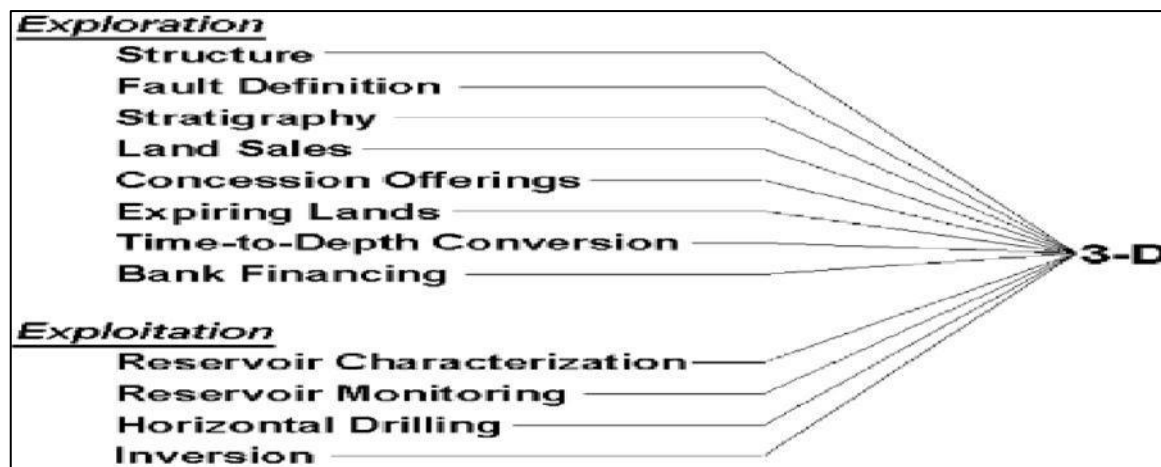 Exploration
Structure
Fault Definition
Stratigraphy
Land Sales
Concession Offerings
Expiring Lands
Time-to-Depth Conversion
Bank Financing
3-D
Exploitation
Reservoir Characterization
Reservoir Monitoring
Horizontal Drilling
Inversion